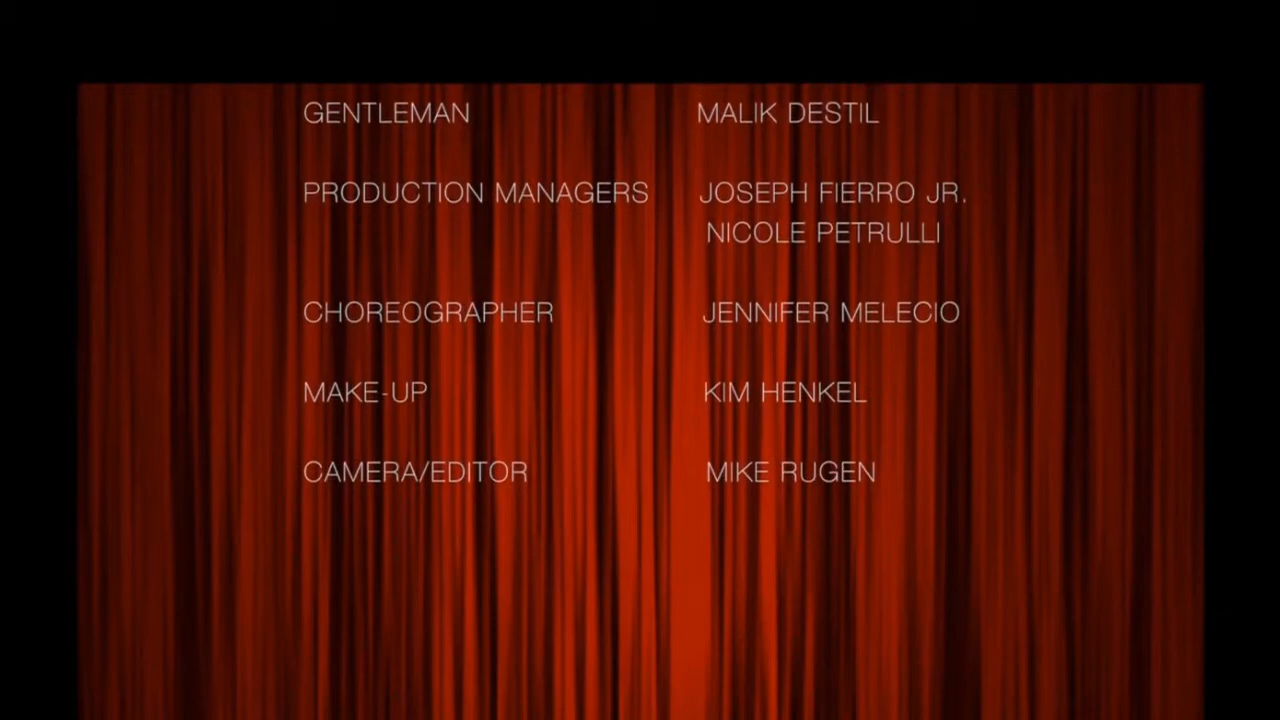 GENTLEMAN MALIK DESTIL
PRODUCTION MANAGERS JOSEPH FIERRO JR.
NICOLE PETRULLI
CHOREOGRAPHER JENNIFER MELECIO
MAKE-UP KIM HENKEL
CAMERA/EDITOR MIKE RUGEN